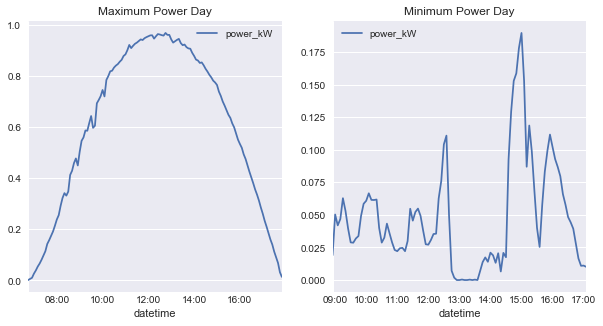 Maximum Power Day
power_kW
1.0
0.8
0.6
0.4
0.2
0.0
08:00 10:00 12:00 14:00 16:00
datetime
Minimum Power Day
power_kW
0.175
0.150
0.125
0.100
0.075
0.050
0.025
0.000
09:00 10:00 11:00 12:00 13:00 14:00 15:00 16:00 17:00
datetime